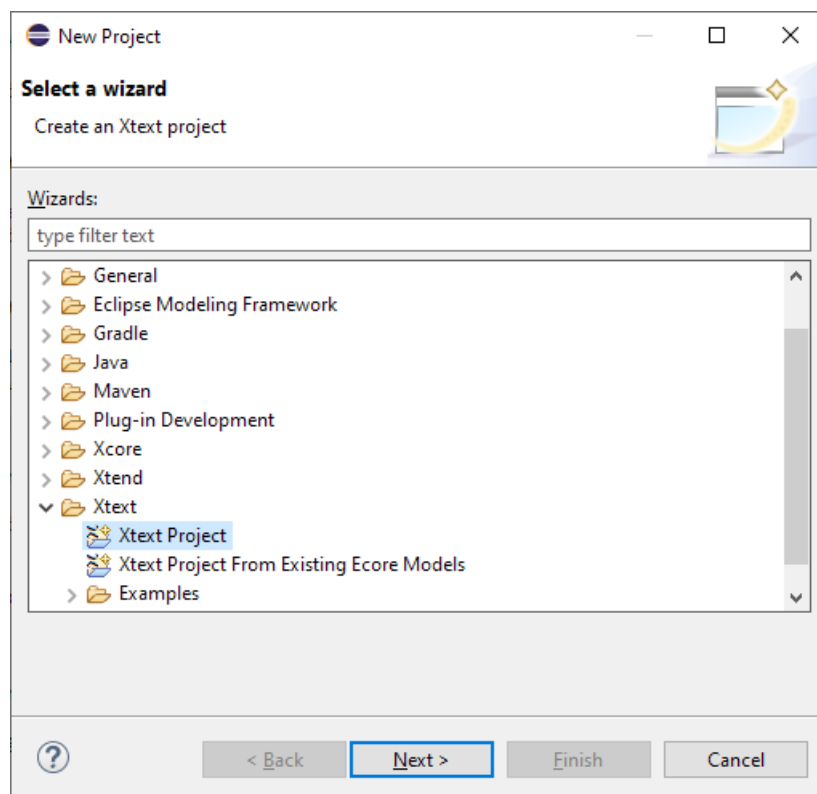 New Project
Select a wizard
Create an Xtext project
Wizards:
type filter text
General
Eclipse Modeling Framework
Gradle
Java
Maven
Plug-in Development
Xcore
Xtend
Xtext
Xtext Project
Xtext Project From Existing Ecore Models
Examples
? < Back Next > Finish Cancel